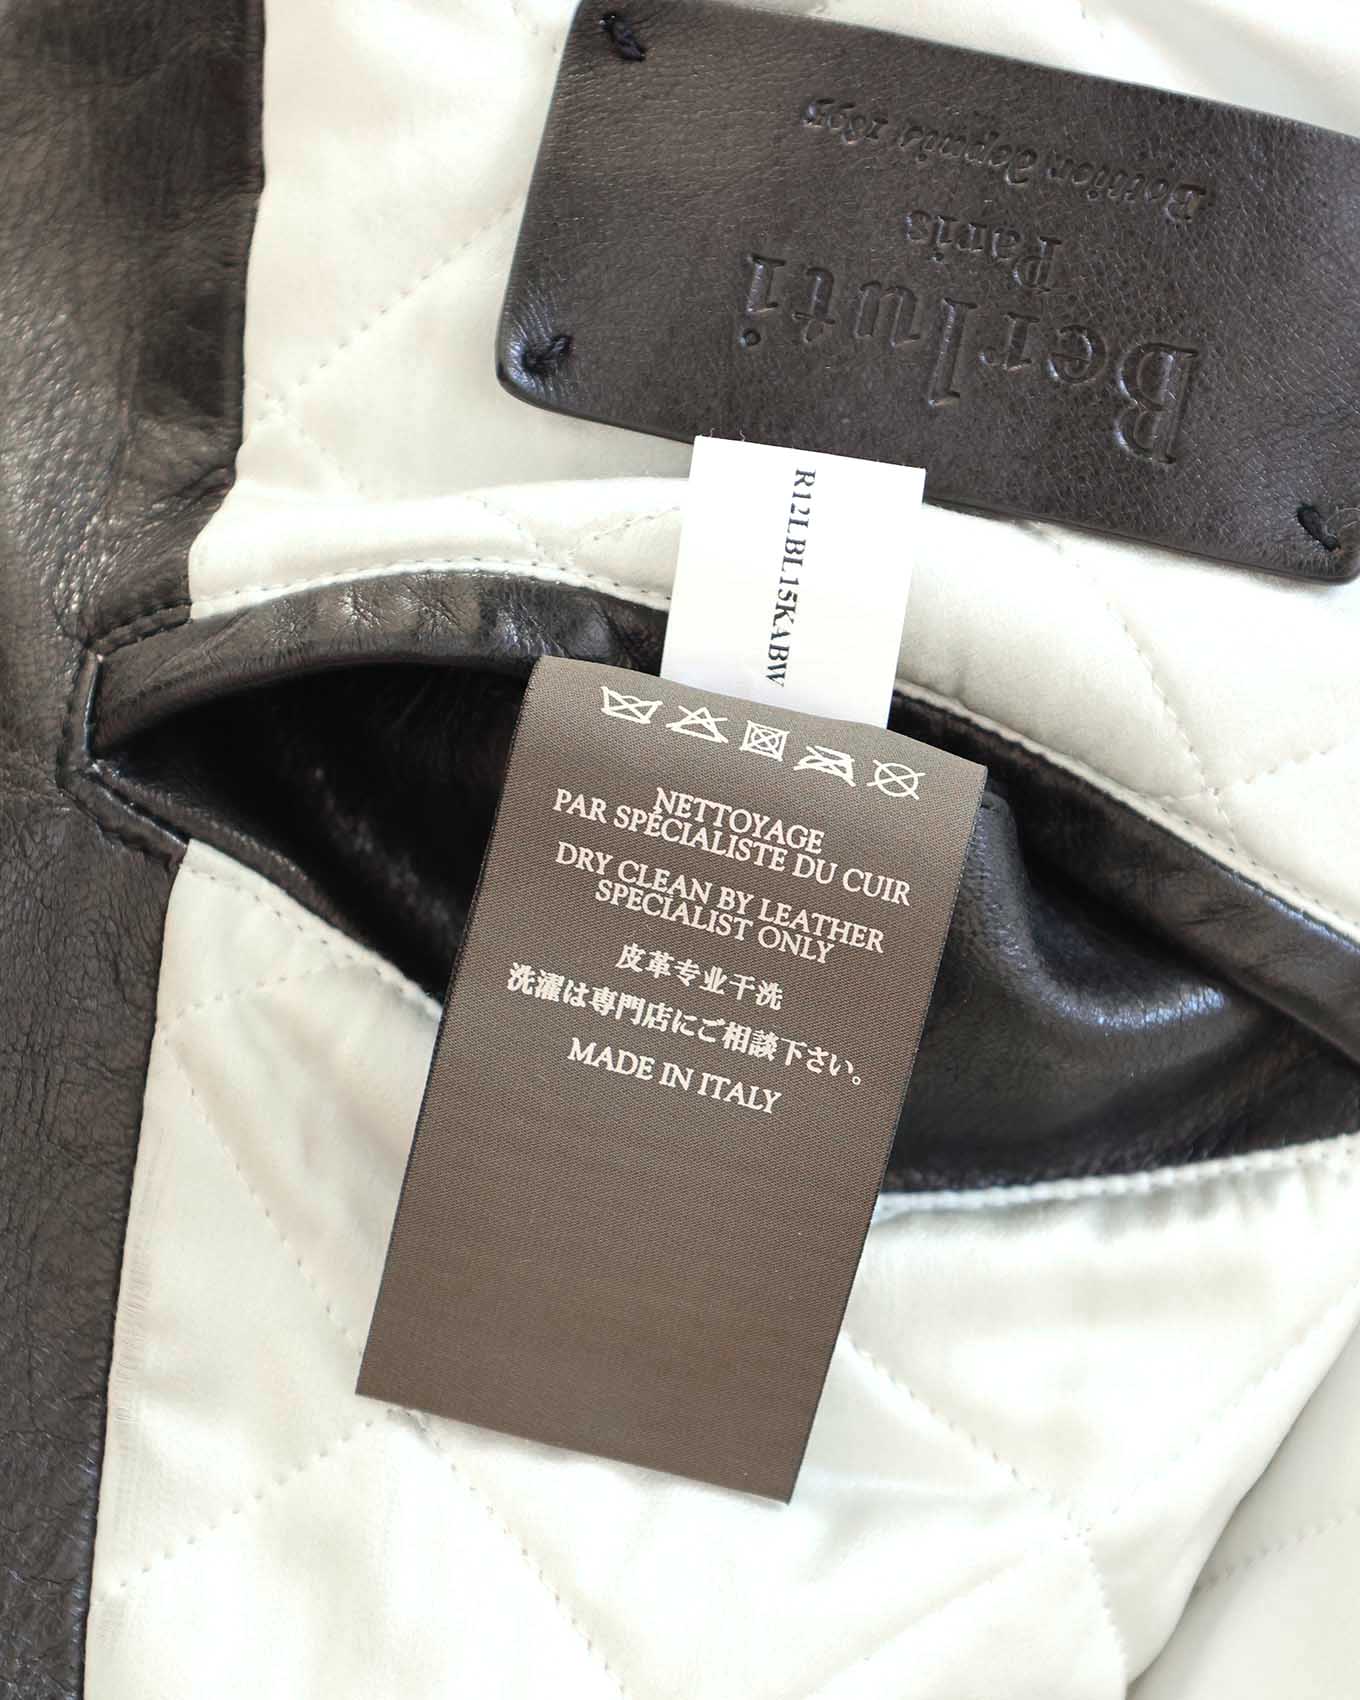 Berluti
Paris
Bottier depuis 1895
R12LBL15KABW
NETTOYAGE
PAR SPÉCIALISTE DU CUIR
DRY CLEAN BY LEATHER
SPECIALIST ONLY
皮革专业干洗
洗濯は専門店にご相談下さい。
MADE IN ITALY